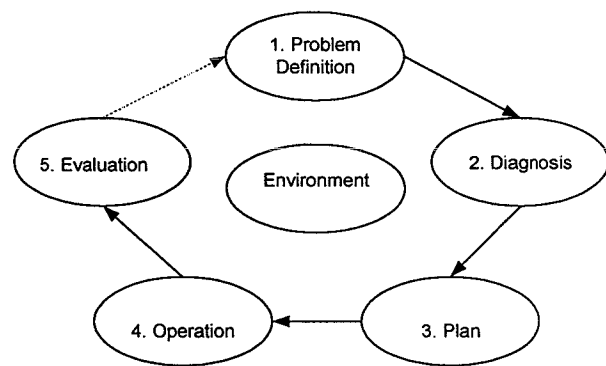 1. Problem
Definition
2. Diagnosis
3. Plan
4. Operation
5. Evaluation
Environment